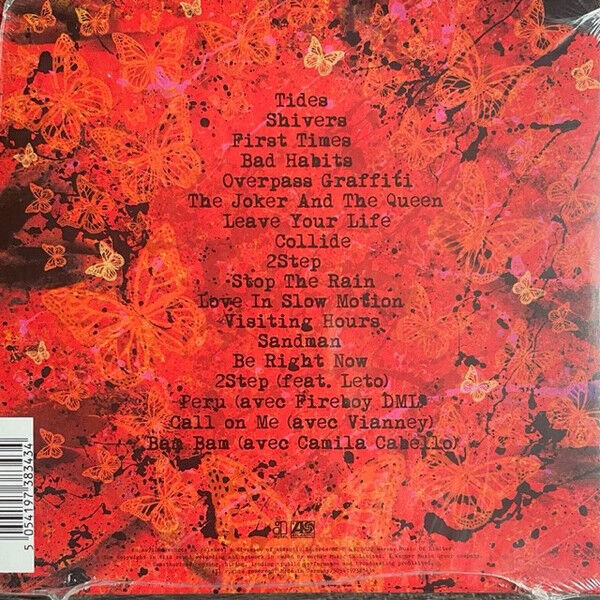 Tides
Shivers
First Times
Bad Habits
Overpass Graffiti
The Joker And The Queen
Leave Your Life
Collide
2Step
Stop The Rain
Love In Slow Motion
Visiting Hours
Sandman
Be Right Now
2Step (feat. Leto)
Peru (avec Fireboy DML)
Call on Me (avec Vianney)
Bam Bam (avec Camila Cabello)
5 054197 383434